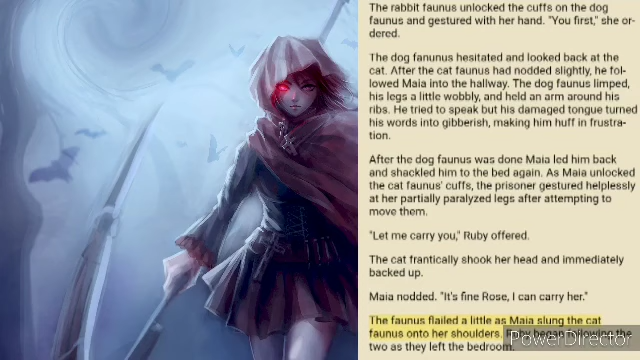 The rabbit faunus unlocked the cuffs on the dog
faunus and gestured with her hand. "You first," she or-
dered.
The dog fanunus hesitated and looked back at the
cat. After the cat faunus had nodded slightly, he fol-
lowed Maia into the hallway. The dog faunus limped,
his legs a little wobbly, and held an arm around his
ribs. He tried to speak but his damaged tongue turned
his words into gibberish, making him huff in frustra-
tion.
After the dog faunus was done Maia led him back
and shackled him to the bed again. As Maia unlocked
the cat faunus' cuffs, the prisoner gestured helplessly
at her partially paralyzed legs after attempting to
move them.
"Let me carry you," Ruby offered.
The cat frantically shook her head and immediately
backed up.
Maia nodded. "It's fine Rose, I can carry her."
The faunus flailed a little as Maia slung the cat
faunus onto her shoulders. Ruby began following the
two as they left the bedroom.
PowerDirector